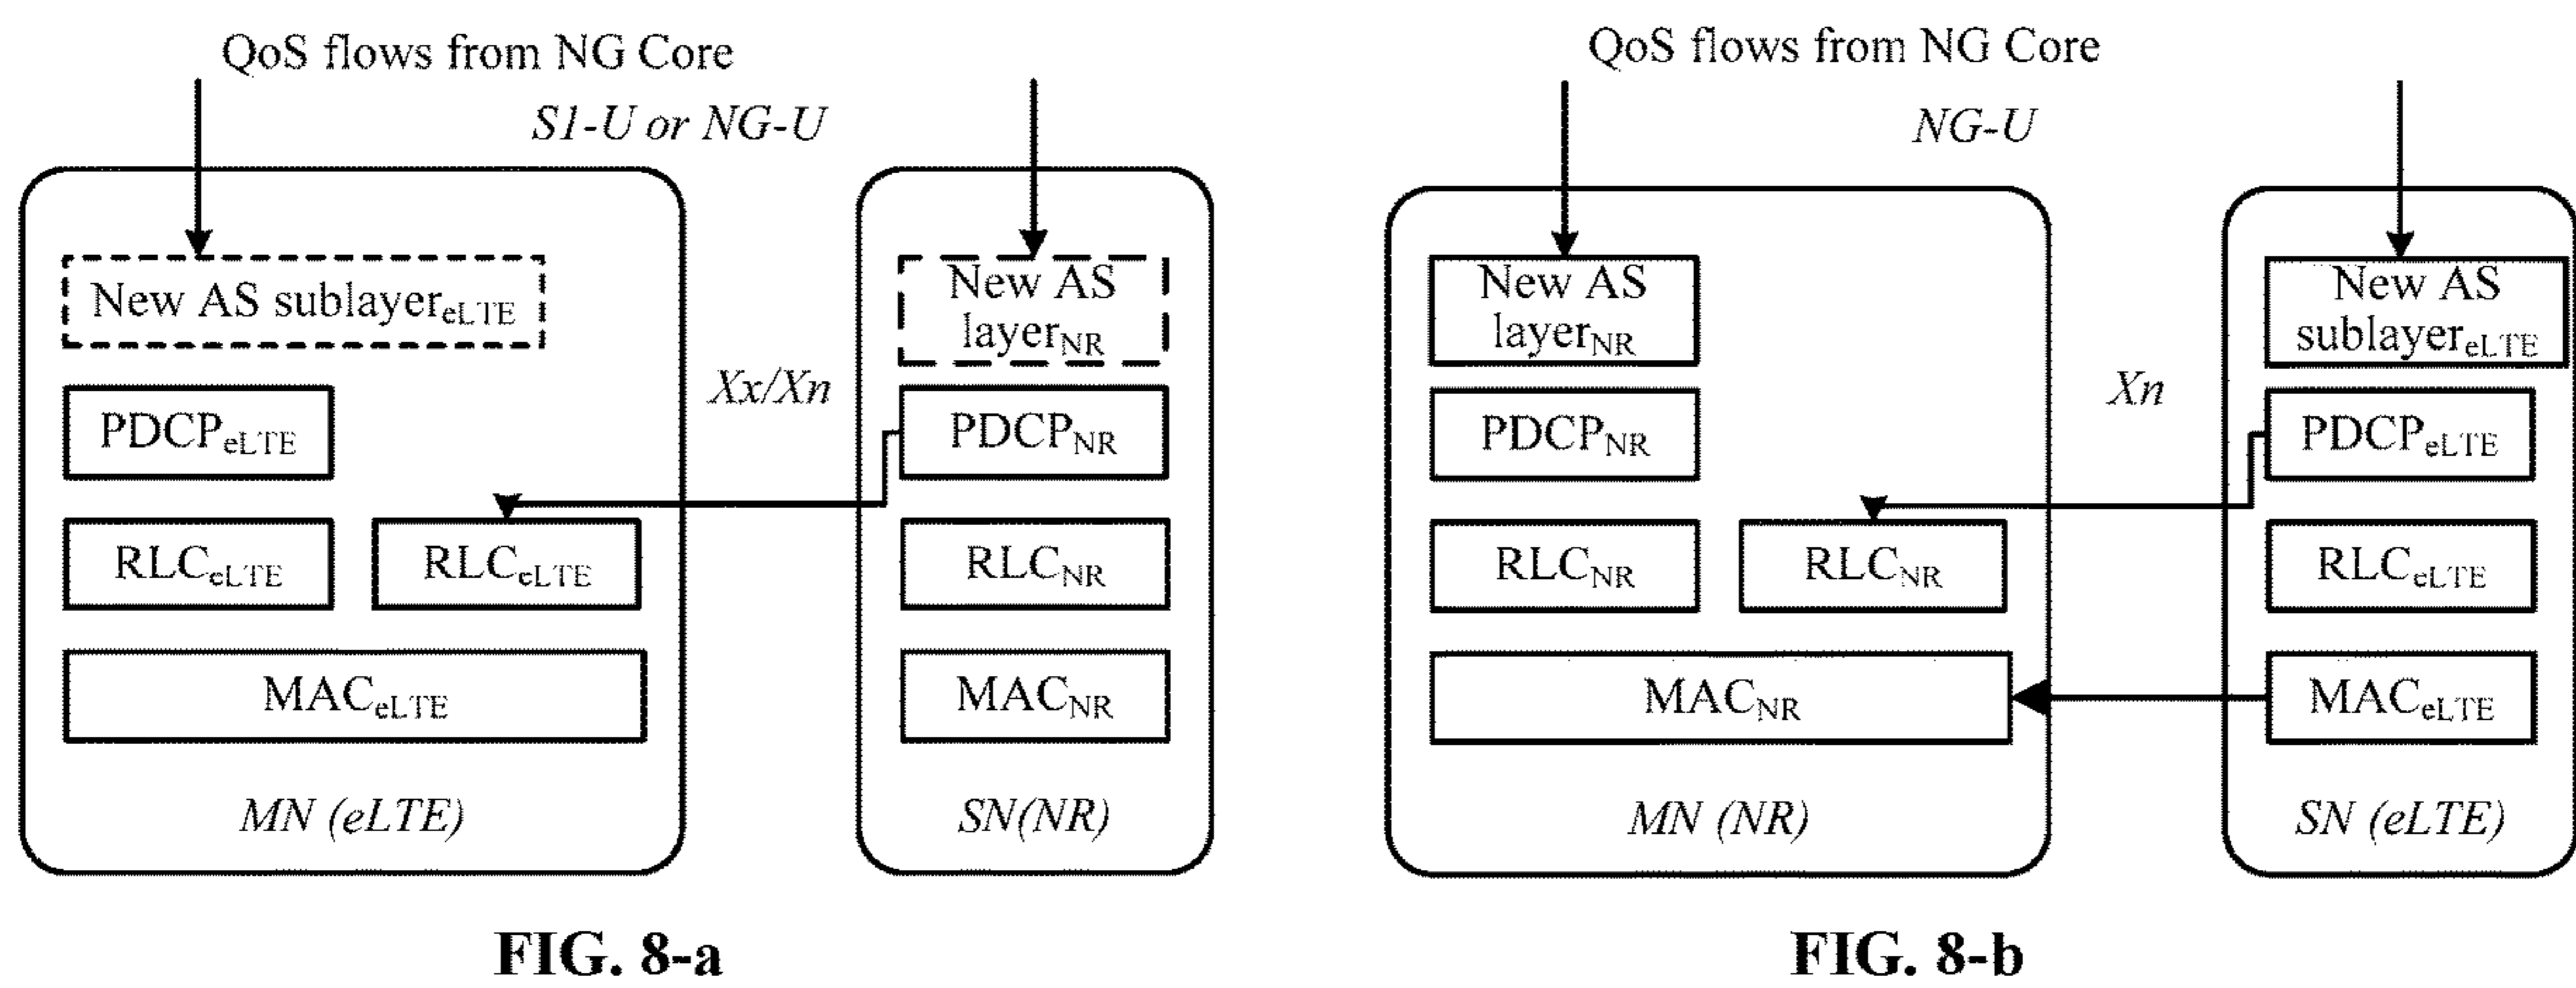 QoS flows from NG Core
S1-U or NG-U
New AS sublayereLTE
New AS
layerNR
Xx/Xn
PDCPeLTE
PDCPNR
RLCeLTE
RLCeLTE
RLCNR
MACeLTE
MACNR
MN (eLTE)
SN(NR)
FIG. 8-a
QoS flows from NG Core
NG-U
New AS
layerNR
New AS
sublayereLTE
Xn
PDCPNR
PDCPeLTE
RLCNR
RLCNR
RLCeLTE
MACNR
MACeLTE
MN (NR)
SN (eLTE)
FIG. 8-b